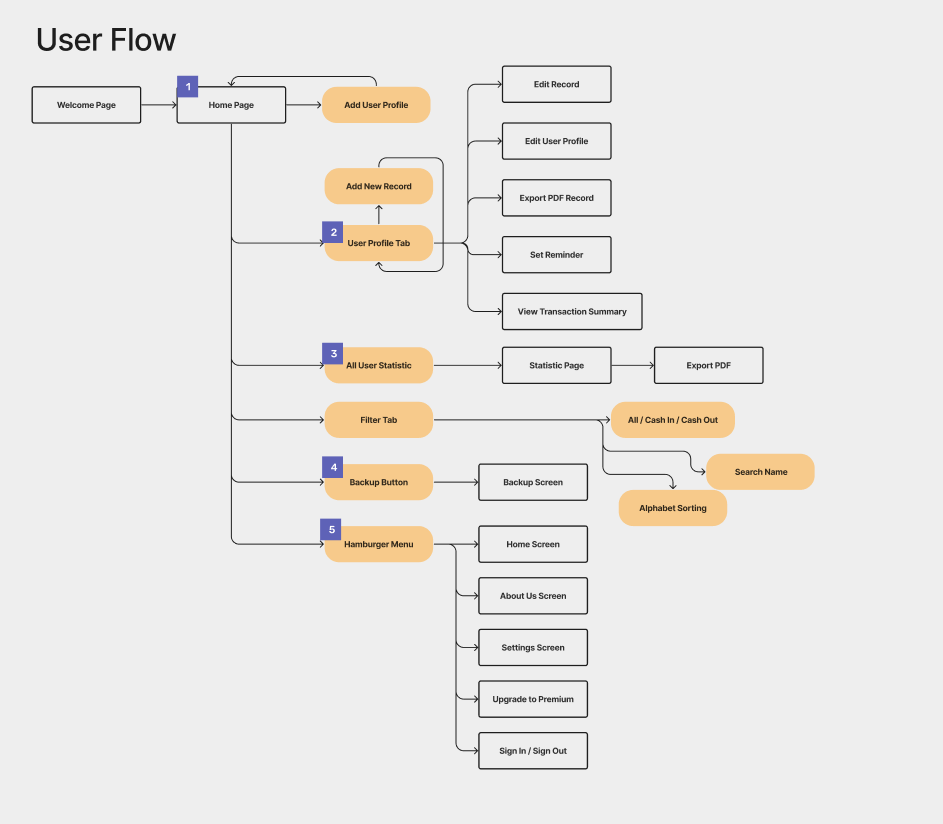 User Flow
1
Welcome Page
Home Page
Add User Profile
Edit Record
Edit User Profile
Add New Record
Export PDF Record
2
User Profile Tab
Set Reminder
View Transaction Summary
3
All User Statistic
Statistic Page
Export PDF
Filter Tab
All / Cash In / Cash Out
Search Name
4
Backup Button
Backup Screen
Alphabet Sorting
5
Hamburger Menu
Home Screen
About Us Screen
Settings Screen
Upgrade to Premium
Sign In / Sign Out